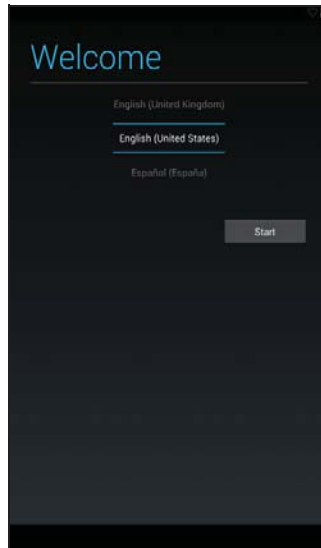 Welcome
English (United Kingdom)
English (United States)
Español (España)
Start